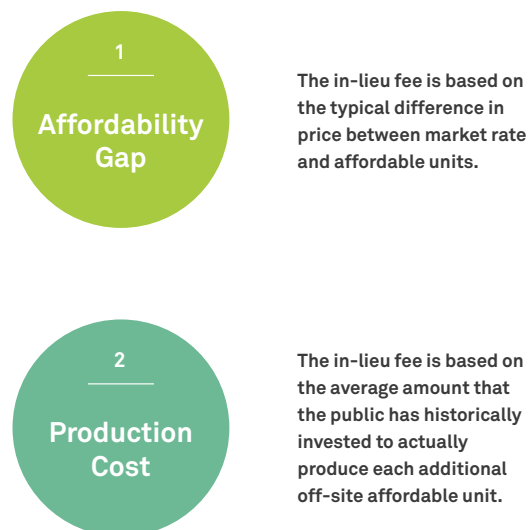 1
Affordability
Gap
The in-lieu fee is based on
the typical difference in
price between market rate
and affordable units.
2
Production
Cost
The in-lieu fee is based on
the average amount that
the public has historically
invested to actually
produce each additional
off-site affordable unit.